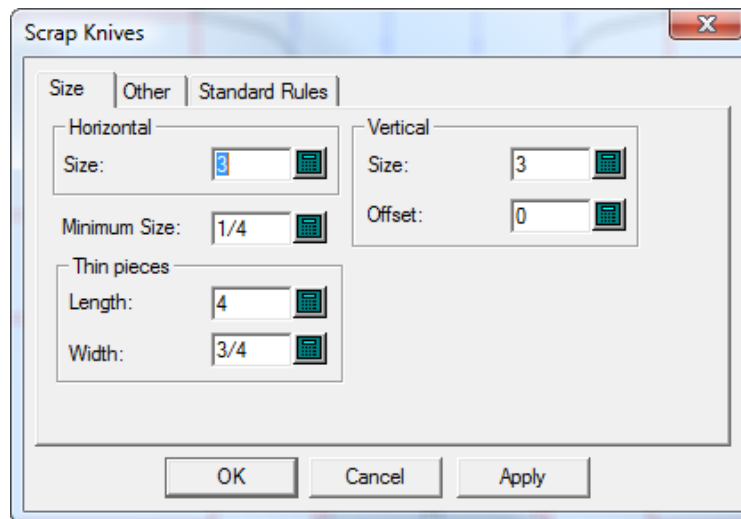 Scrap Knives
Size Other Standard Rules
Horizontal Vertical
Size: 3 Size: 3
Minimum Size: 1/4 Offset: 0
Thin pieces
Length: 4
Width: 3/4
OK Cancel Apply